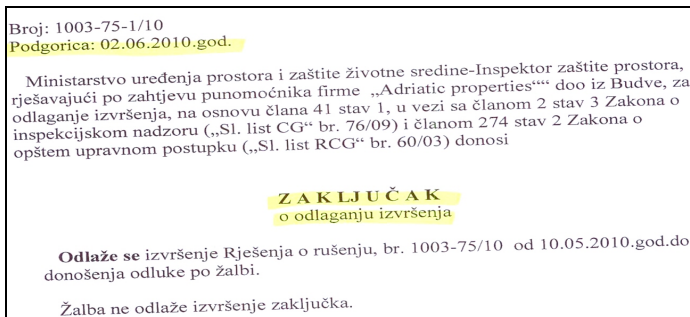 Broj: 1003-75-1/10
Podgorica: 02.06.2010.god.
Ministarstvo uređenja prostora i zaštite životne sredine-Inspektor zaštite prostora,
rješavajući po zahtjevu punomoćnika firme „Adriatic properties““ doo iz Budve, za
odlaganje izvršenja, na osnovu člana 41 stav 1, u vezi sa članom 2 stav 3 Zakona o
inspekcijskom nadzoru („Sl. list CG“ br. 76/09) i članom 274 stav 2 Zakona o
opštem upravnom postupku („Sl. list RCG“ br. 60/03) donosi
Z A K LJ U Č A K
o odlaganju izvršenja
Odlaže se izvršenje Rješenja o rušenju, br. 1003-75/10 od 10.05.2010.god.do
donošenja odluke po žalbi.
Žalba ne odlaže izvršenje zaključka.